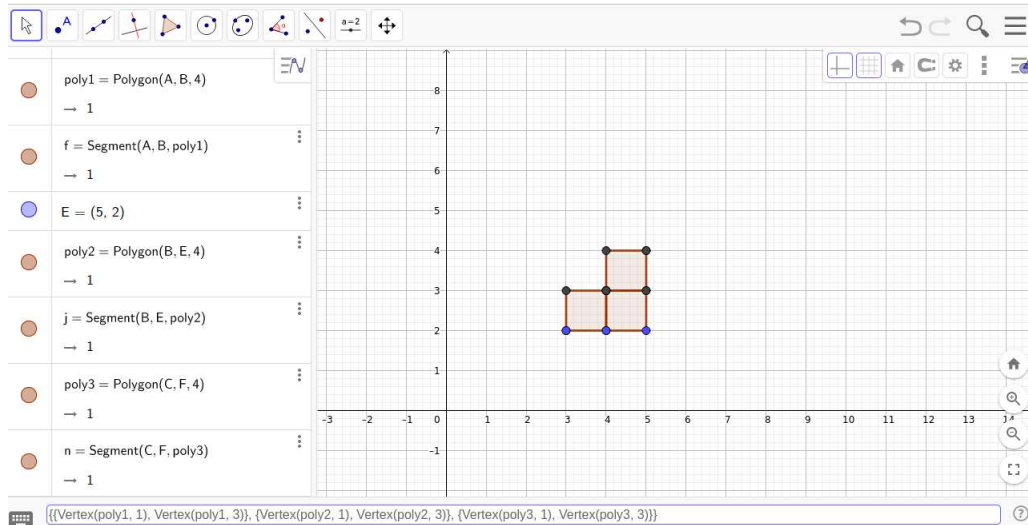 A
a=2
poly1 = Polygon(A, B, 4)
→ 1
f = Segment(A, B, poly1)
→ 1
E = (5, 2)
poly2 = Polygon(B, E, 4)
→ 1
j = Segment(B, E, poly2)
→ 1
poly3 = Polygon(C, F, 4)
→ 1
n = Segment(C, F, poly3)
→ 1
8
7
6
5
4
3
2
1
-3 -2 -1 0 1 2 3 4 5 6 7 8 9 10 11 12 13 14
-1
{{Vertex(poly1, 1), Vertex(poly1, 3)}, {Vertex(poly2, 1), Vertex(poly2, 3)}, {Vertex(poly3, 1), Vertex(poly3, 3)}}
?